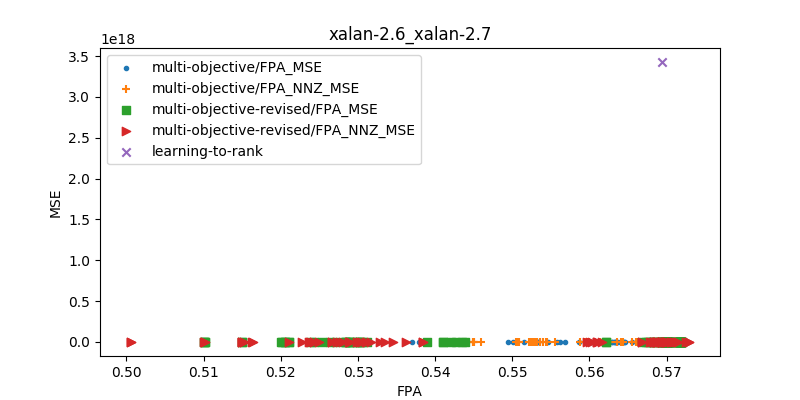 xalan-2.6_xalan-2.7
1e18
3.5
3.0
2.5
2.0
1.5
1.0
0.5
0.0
MSE
multi-objective/FPA_MSE
multi-objective/FPA_NNZ_MSE
multi-objective-revised/FPA_MSE
multi-objective-revised/FPA_NNZ_MSE
learning-to-rank
0.50 0.51 0.52 0.53 0.54 0.55 0.56 0.57
FPA